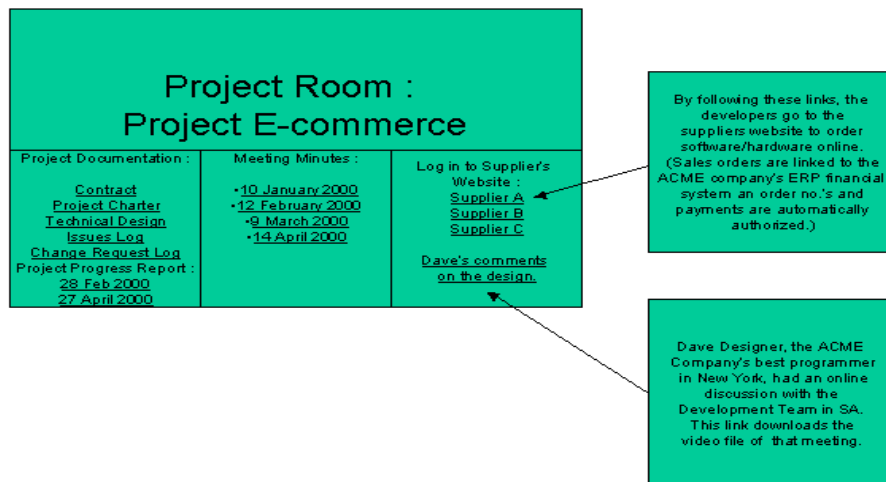 Project Room :
Project E-commerce
Project Documentation :
Contract
Project Charter
Technical Design
Issues Log
Change Request Log
Project Progress Report :
28 Feb 2000
27 April 2000
Meeting Minutes :
•10 January 2000
•12 February 2000
•9 March 2000
•14 April 2000
Log in to Supplier's
Website :
Supplier A
Supplier B
Supplier C
Dave's comments
on the design.
By following these links, the
developers go to the
suppliers website to order
software/hardware online.
(Sales orders are linked to the
ACME company's ERP financial
system an order no.'s and
payments are automatically
authorized.)
Dave Designer, the ACME
Company's best programmer
in New York, had an online
discussion with the
Development Team in SA.
This link downloads the
video file of that meeting.